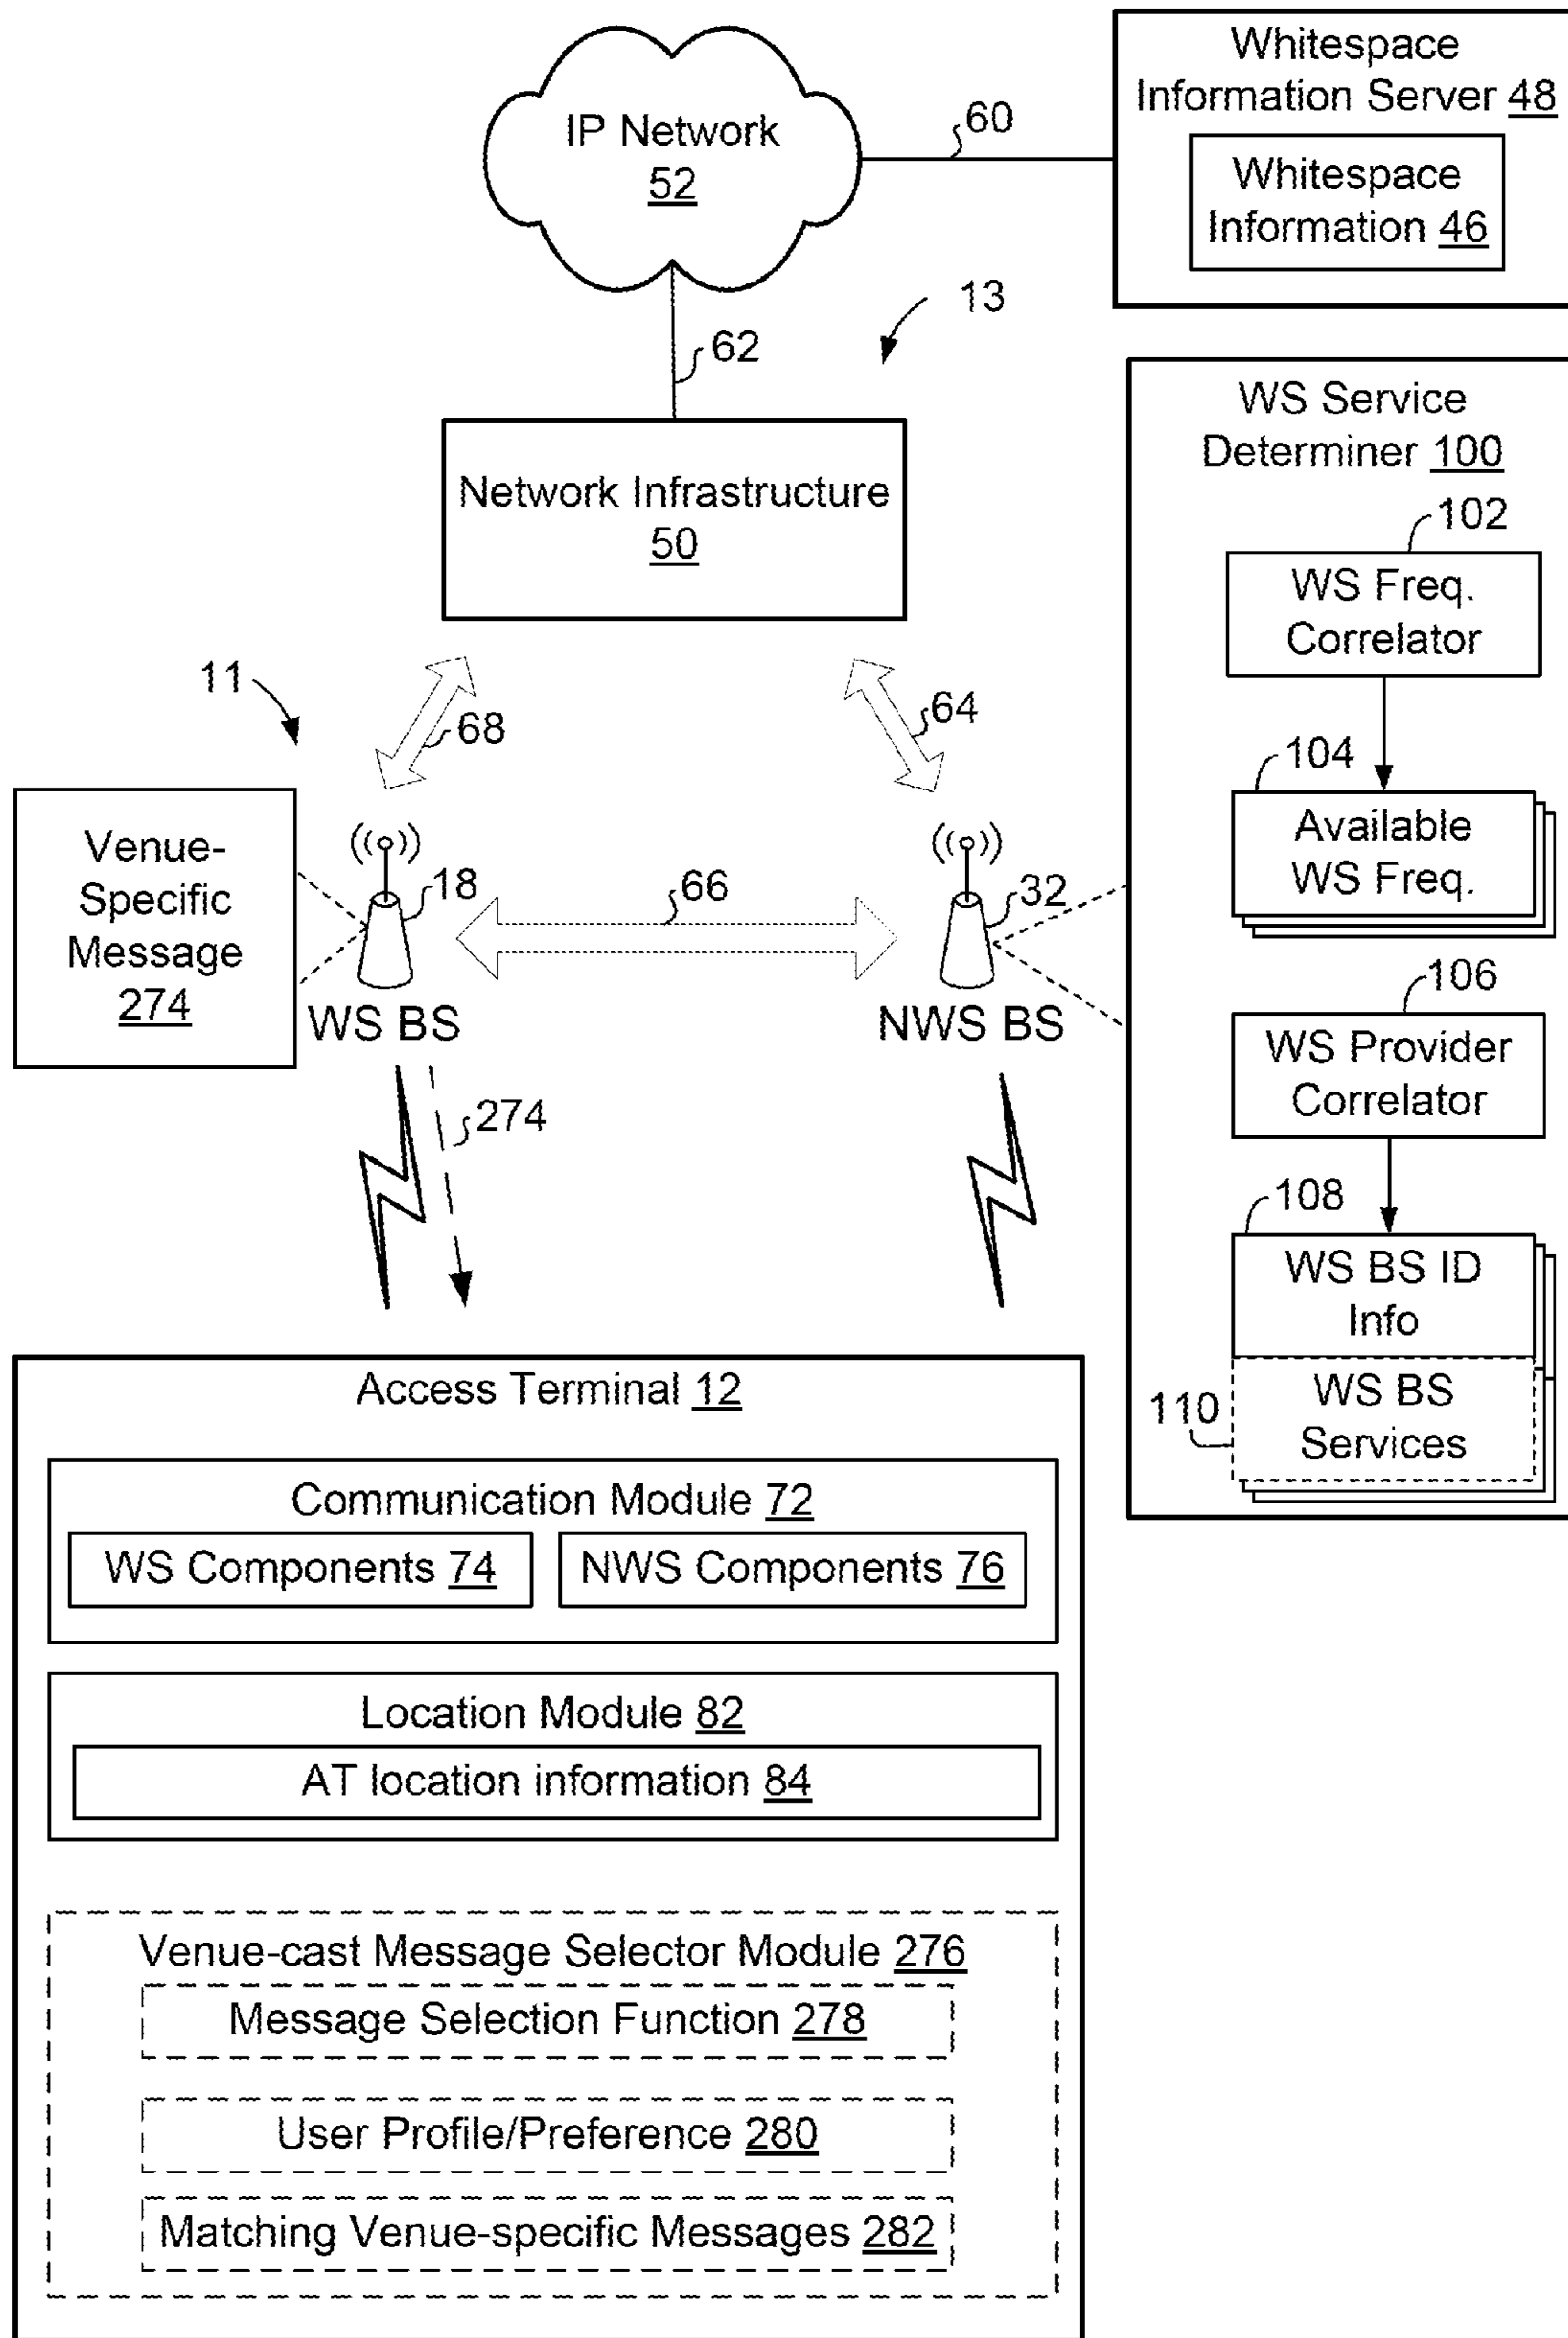 IP Network
52
60
Whitespace
Information Server 48
Whitespace
Information 46
13
62
Network Infrastructure
50
WS Service
Determiner 100
102
WS Freq.
Correlator
104
Available
WS Freq.
106
WS Provider
Correlator
108
WS BS ID
Info
110
WS BS
Services
11
68
64
Venue-
Specific
Message
274
18
66
32
WS BS
NWS BS
274
Access Terminal 12
Communication Module 72
WS Components 74
NWS Components 76
Location Module 82
AT location information 84
Venue-cast Message Selector Module 276
Message Selection Function 278
User Profile/Preference 280
Matching Venue-specific Messages 282